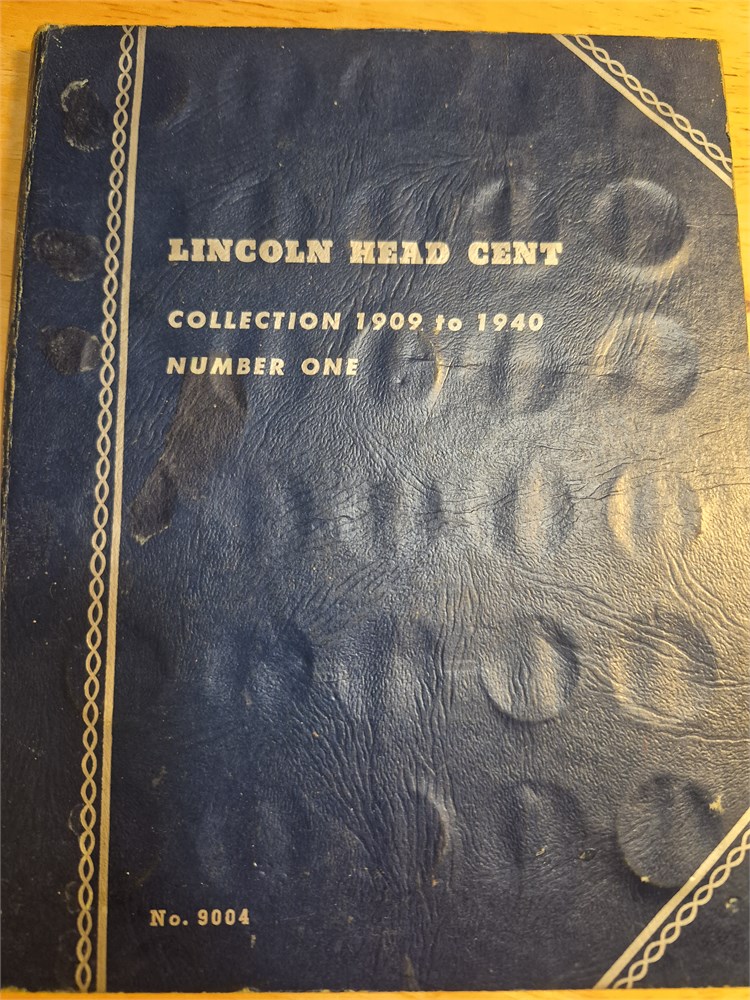 LINCOLN HEAD CENT
COLLECTION 1909 to 1940
NUMBER ONE
No. 9004